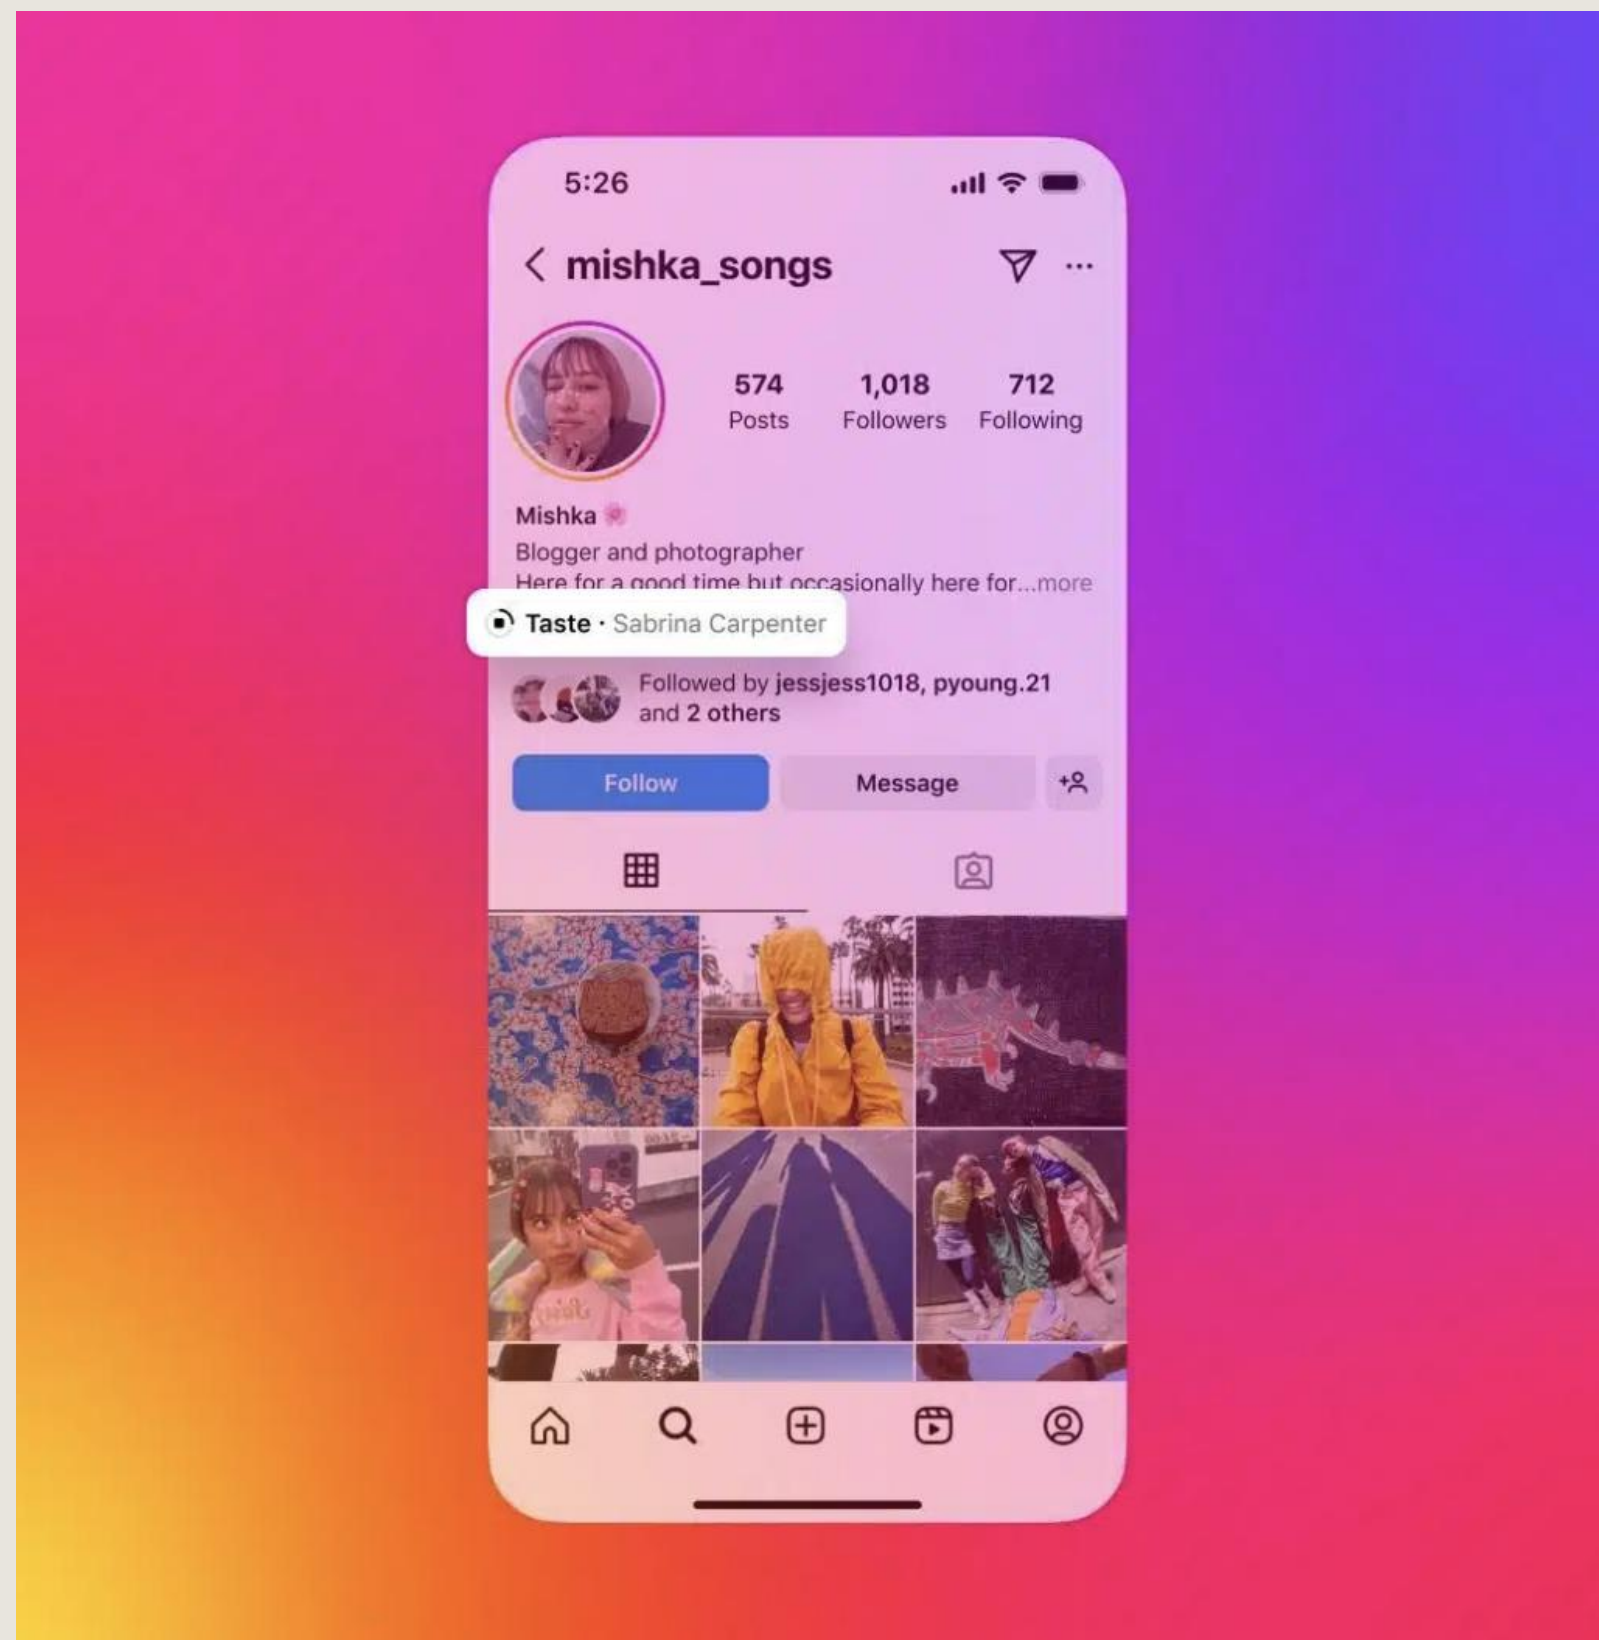 5:26
mishka_songs
574 1,018 712
Posts Followers Following
Mishka
Blogger and photographer
Here for a good time but occasionally here for...more
Taste · Sabrina Carpenter
Followed by jessjess1018, pyoung.21
and 2 others
Follow Message